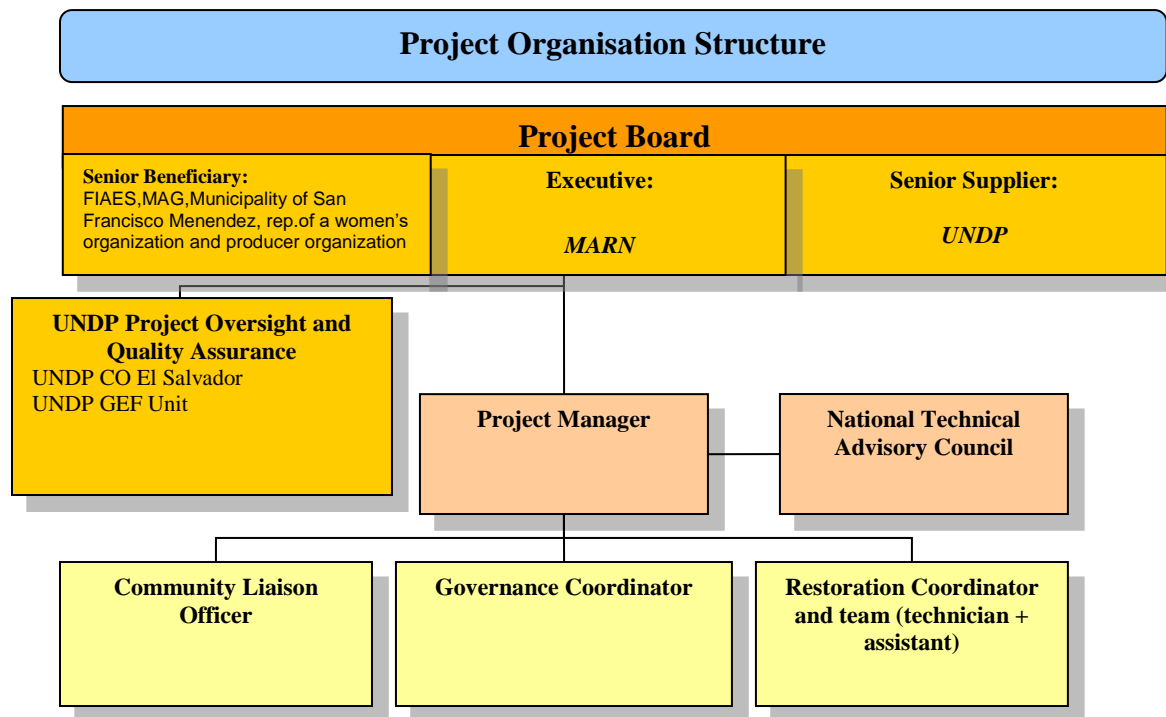 Project Organisation Structure
Project Board
Senior Beneficiary:
FIAES,MAG,Municipality of San
Francisco Menendez, rep.of a women's
organization and producer organization
Executive:
MARN
Senior Supplier:
UNDP
UNDP Project Oversight and
Quality Assurance
UNDP CO El Salvador
UNDP GEF Unit
Project Manager
National Technical
Advisory Council
Community Liaison
Officer
Governance Coordinator
Restoration Coordinator
and team (technician +
assistant)